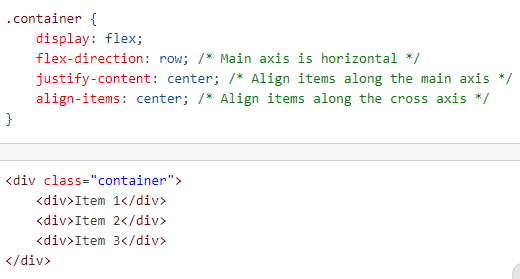 .container {
    display: flex;
    flex-direction: row; /* Main axis is horizontal */
    justify-content: center; /* Align items along the main axis */
    align-items: center; /* Align items along the cross axis */
}
<div class="container">
    <div>Item 1</div>
    <div>Item 2</div>
    <div>Item 3</div>
</div>